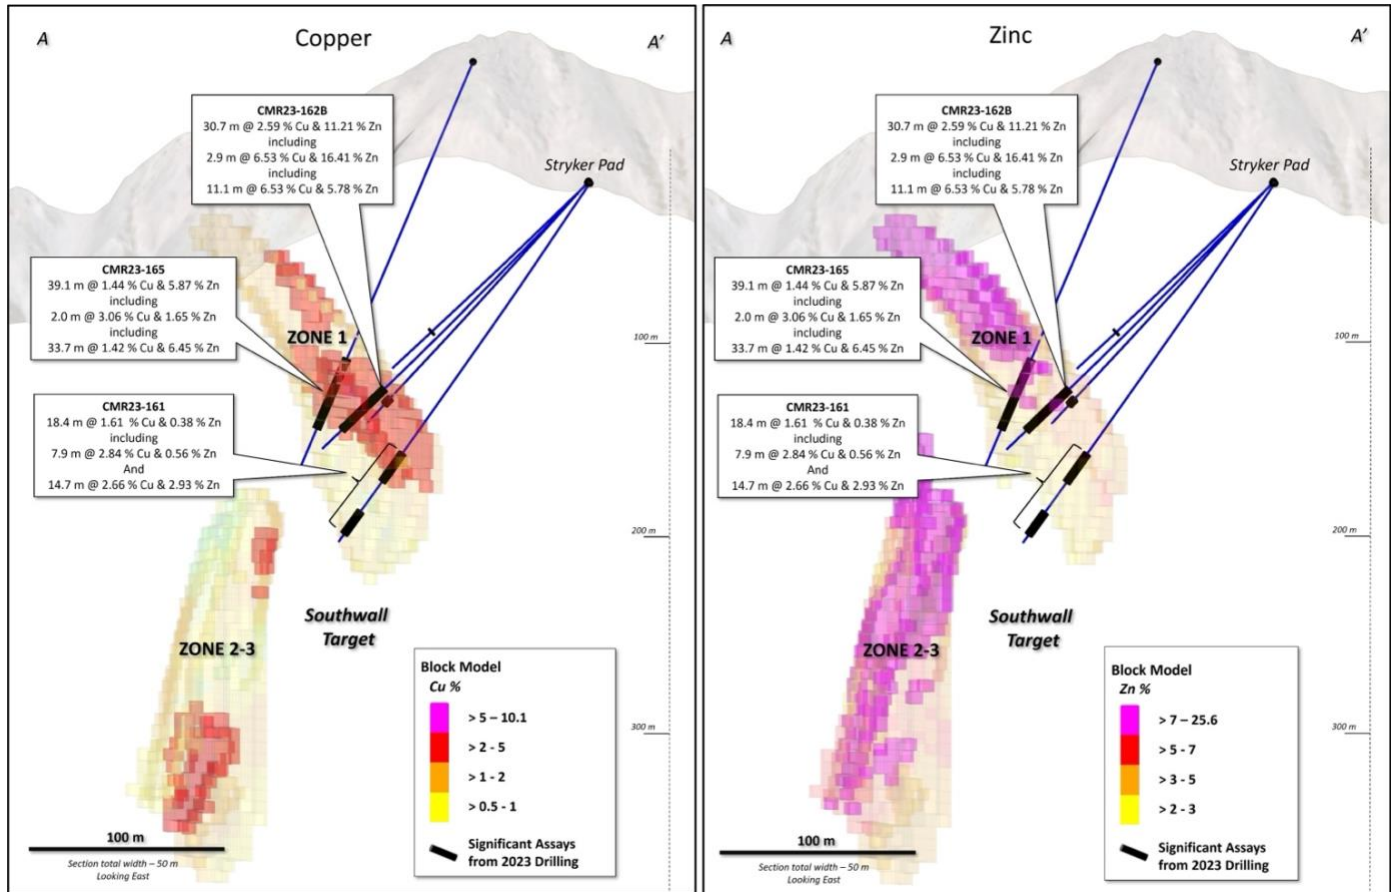 A
Copper
A'
CMR23-162B
30.7 m @ 2.59 % Cu & 11.21 % Zn
including
2.9 m @ 6.53 % Cu & 16.41 % Zn
including
11.1 m @ 6.53 % Cu & 5.78 % Zn
Stryker Pad
CMR23-165
39.1 m @ 1.44 % Cu & 5.87 % Zn
including
2.0 m @ 3.06 % Cu & 1.65 % Zn
including
33.7 m @ 1.42 % Cu & 6.45 % Zn
ZONE 1
100 m
CMR23-161
18.4 m @ 1.61 % Cu & 0.38 % Zn
including
7.9 m @ 2.84 % Cu & 0.56 % Zn
And
14.7 m @ 2.66 % Cu & 2.93 % Zn
200 m
Southwall
Target
ZONE 2-3
Block Model
Cu %
> 5 – 10.1
> 2 - 5
> 1 - 2
> 0.5 - 1
Significant Assays
from 2023 Drilling
300 m
100 m
Section total width – 50 m
Looking East
A
Zinc
A'
CMR23-162B
30.7 m @ 2.59 % Cu & 11.21 % Zn
including
2.9 m @ 6.53 % Cu & 16.41 % Zn
including
11.1 m @ 6.53 % Cu & 5.78 % Zn
Stryker Pad
CMR23-165
39.1 m @ 1.44 % Cu & 5.87 % Zn
including
2.0 m @ 3.06 % Cu & 1.65 % Zn
including
33.7 m @ 1.42 % Cu & 6.45 % Zn
ZONE 1
100 m
CMR23-161
18.4 m @ 1.61 % Cu & 0.38 % Zn
including
7.9 m @ 2.84 % Cu & 0.56 % Zn
And
14.7 m @ 2.66 % Cu & 2.93 % Zn
200 m
Southwall
Target
ZONE 2-3
Block Model
Zn %
> 7 – 25.6
> 5 - 7
> 3 - 5
> 2 - 3
Significant Assays
from 2023 Drilling
300 m
100 m
Section total width – 50 m
Looking East